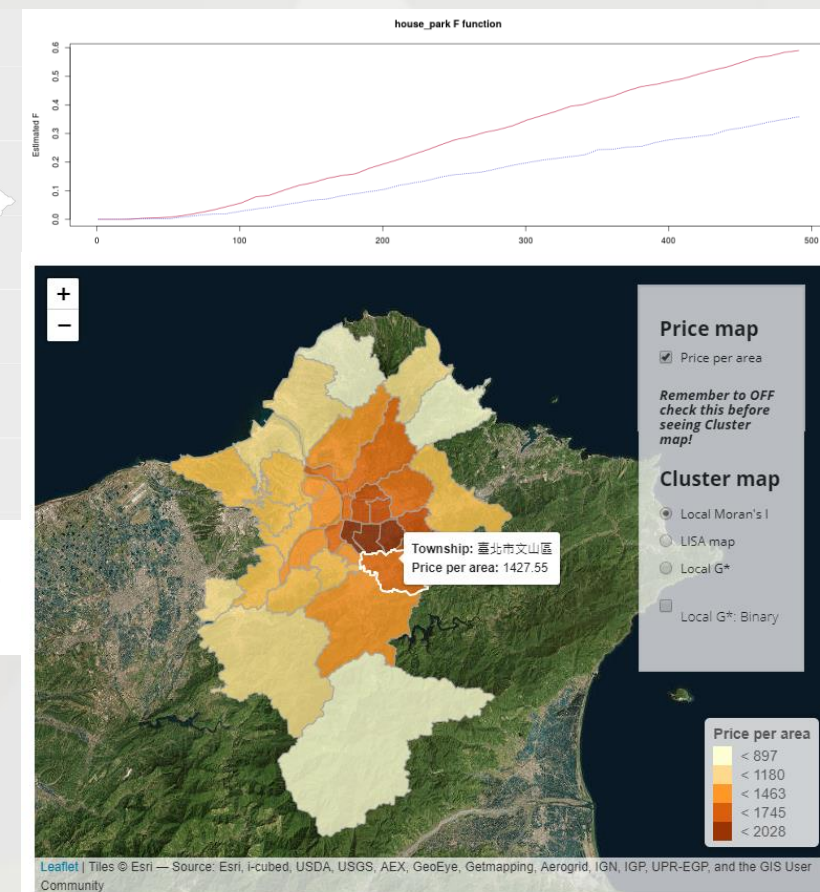 house_park F function
Estimated F
0.6
0.5
0.4
0.3
0.2
0.1
0.0
0 100 200 300 400 500
+
−
Price map
Price per area
Remember to OFF
check this before
seeing Cluster
map!
Cluster map
Local Moran's I
LISA map
Local G*
Local G*: Binary
Township: 臺北市文山區
Price per area: 1427.55
Price per area
< 897
< 1180
< 1463
< 1745
< 2028
Leaflet | Tiles © Esri — Source: Esri, i-cubed, USDA, USGS, AEX, GeoEye, Getmapping, Aerogrid, IGN, IGP, UPR-EGP, and the GIS User
Community